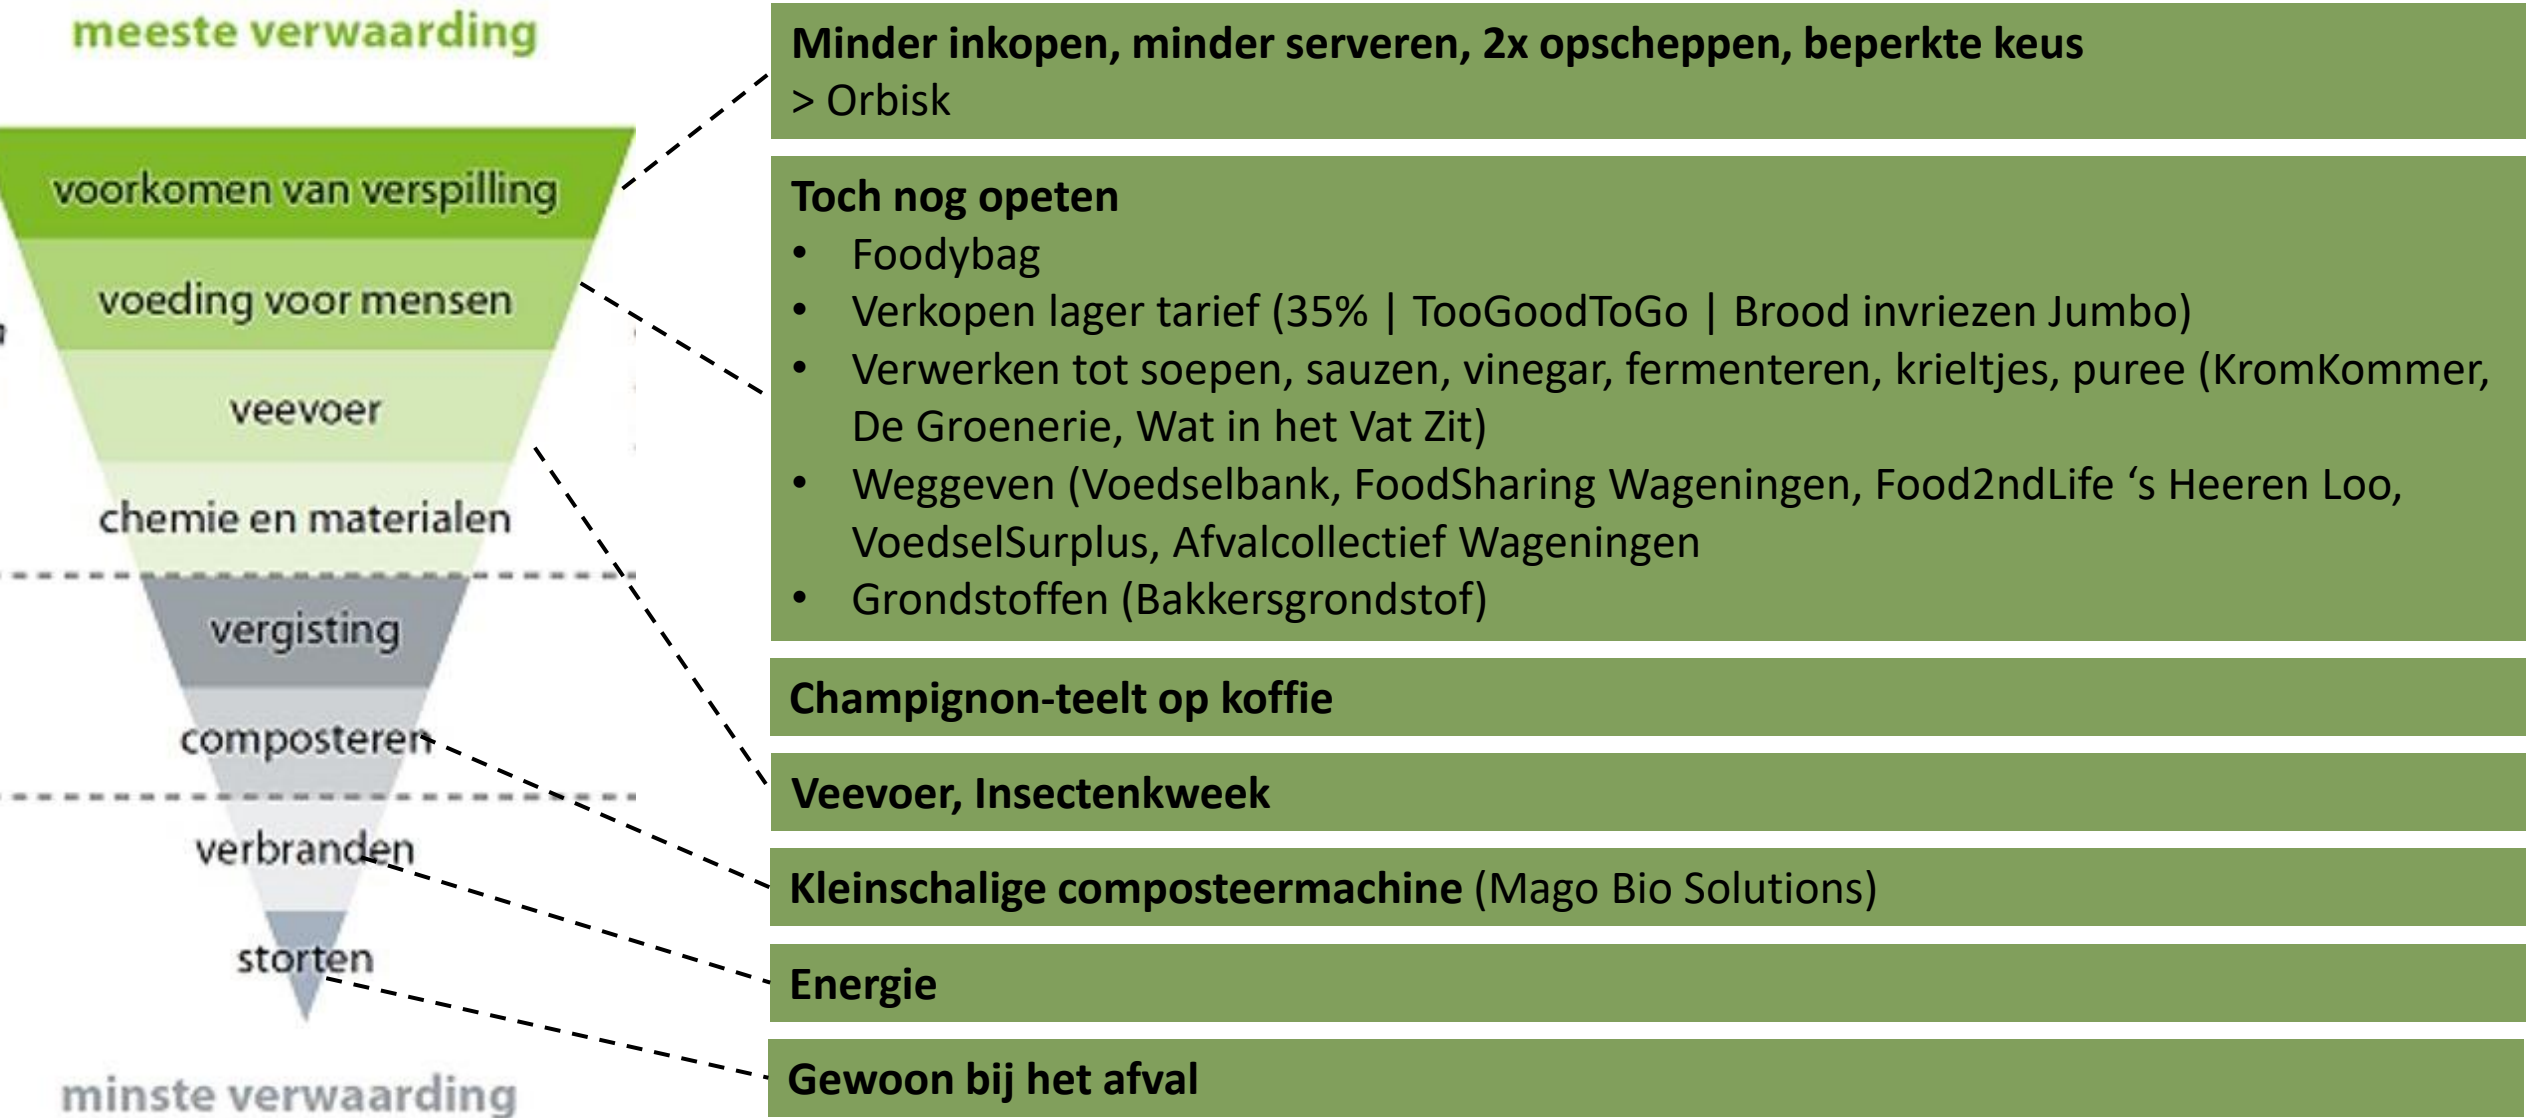 meeste verwaarding
voorkomen van verspilling
voeding voor mensen
veevoer
chemie en materialen
vergisting
composteren
verbranden
storten
minste verwaarding
Minder inkopen, minder serveren, 2x opscheppen, beperkte keus
> Orbisk
Toch nog opeten
• Foodybag
• Verkopen lager tarief (35% | TooGoodToGo | Brood invriezen Jumbo)
• Verwerken tot soepen, sauzen, vinegar, fermenteren, krieltjes, puree (KromKommer,
De Groenerie, Wat in het Vat Zit)
• Weggeven (Voedselbank, FoodSharing Wageningen, Food2ndLife ‘s Heeren Loo,
VoedselSurplus, Afvalcollectief Wageningen
• Grondstoffen (Bakkersgrondstof)
Champignon-teelt op koffie
Veevoer, Insectenkweek
Kleinschalige composteermachine (Mago Bio Solutions)
Energie
Gewoon bij het afval